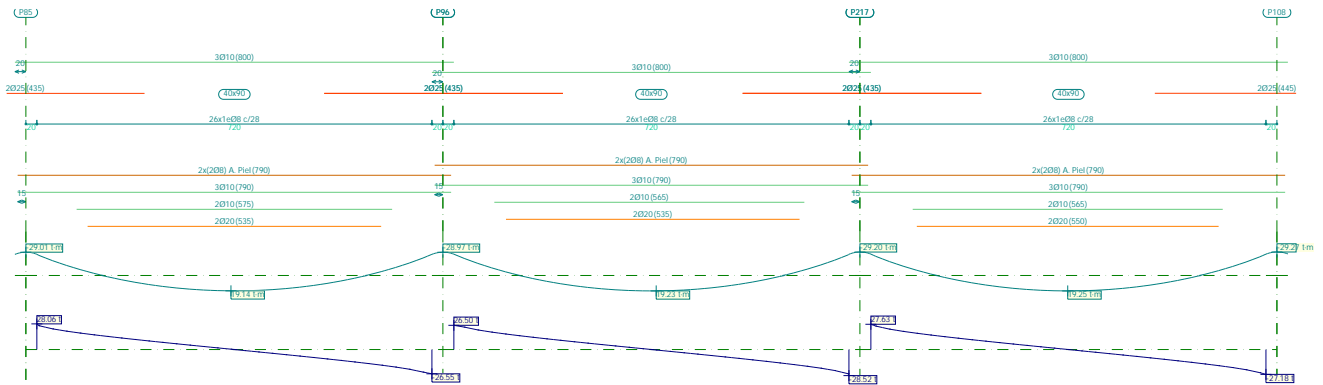 P85 P96 P217 P108
3Ø10(800) 3Ø10(800)
20 20
3Ø10(800)
20
2Ø25(435) 40x90 2Ø25(435) 40x90 2Ø25(435) 40x90 2Ø25(445)
26x1eØ8 c/28 26x1eØ8 c/28 26x1eØ8 c/28
20 720 20 20 720 20 20 720 20
2x(2Ø8) A. Piel(790)
2x(2Ø8) A. Piel(790) 2x(2Ø8) A. Piel(790)
3Ø10(790)
15 3Ø10(790) 15 15 3Ø10(790)
2Ø10(565)
2Ø10(575) 2Ø10(565)
2Ø20(535)
2Ø20(535) 2Ø20(550)
-29.01 t·m -28.97 t·m -29.20 t·m -29.27 t·m
19.14 t·m 19.23 t·m 19.25 t·m
28.06 t 26.50 t 27.63 t
-26.55 t -28.52 t -27.18 t